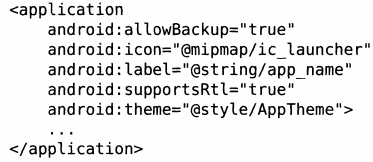 <application
    android:allowBackup="true"
    android:icon="@mipmap/ic_launcher"
    android:label="@string/app_name"
    android:supportsRtl="true"
    android:theme="@style/AppTheme">
    ...
</application>